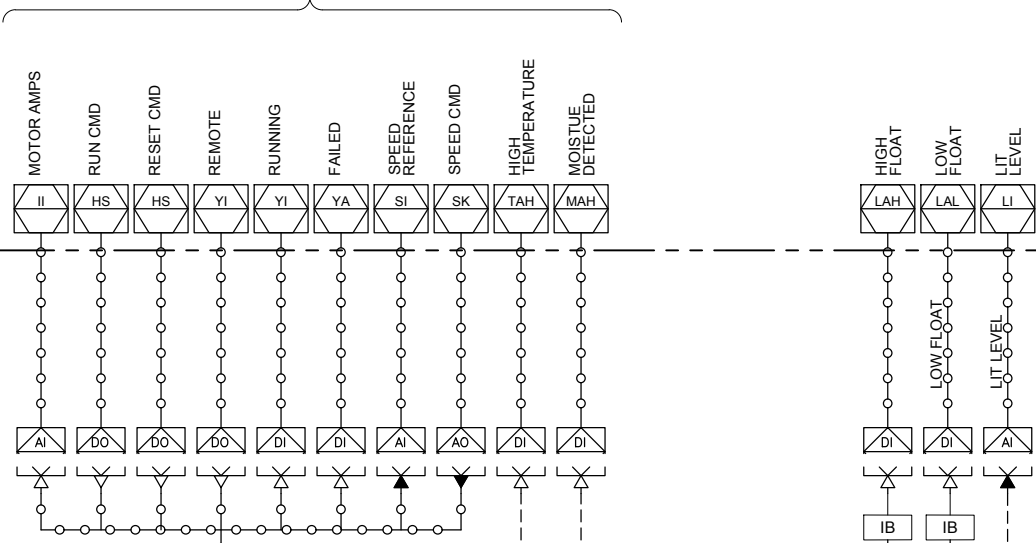 MOTOR AMPS
RUN CMD
RESET CMD
REMOTE
RUNNING
FAILED
SPEED
REFERENCE
SPEED CMD
HIGH
TEMPERATURE
MOISTUE
DETECTED
HIGH
FLOAT
LOW
FLOAT
LIT
LEVEL
II
HS
HS
YI
YI
YA
SI
SK
TAH
MAH
LAH
LAL
LI
LOW FLOAT
LIT LEVEL
AI
DO
DO
DO
DI
DI
AI
AO
DI
DI
DI
DI
AI
IB
IB